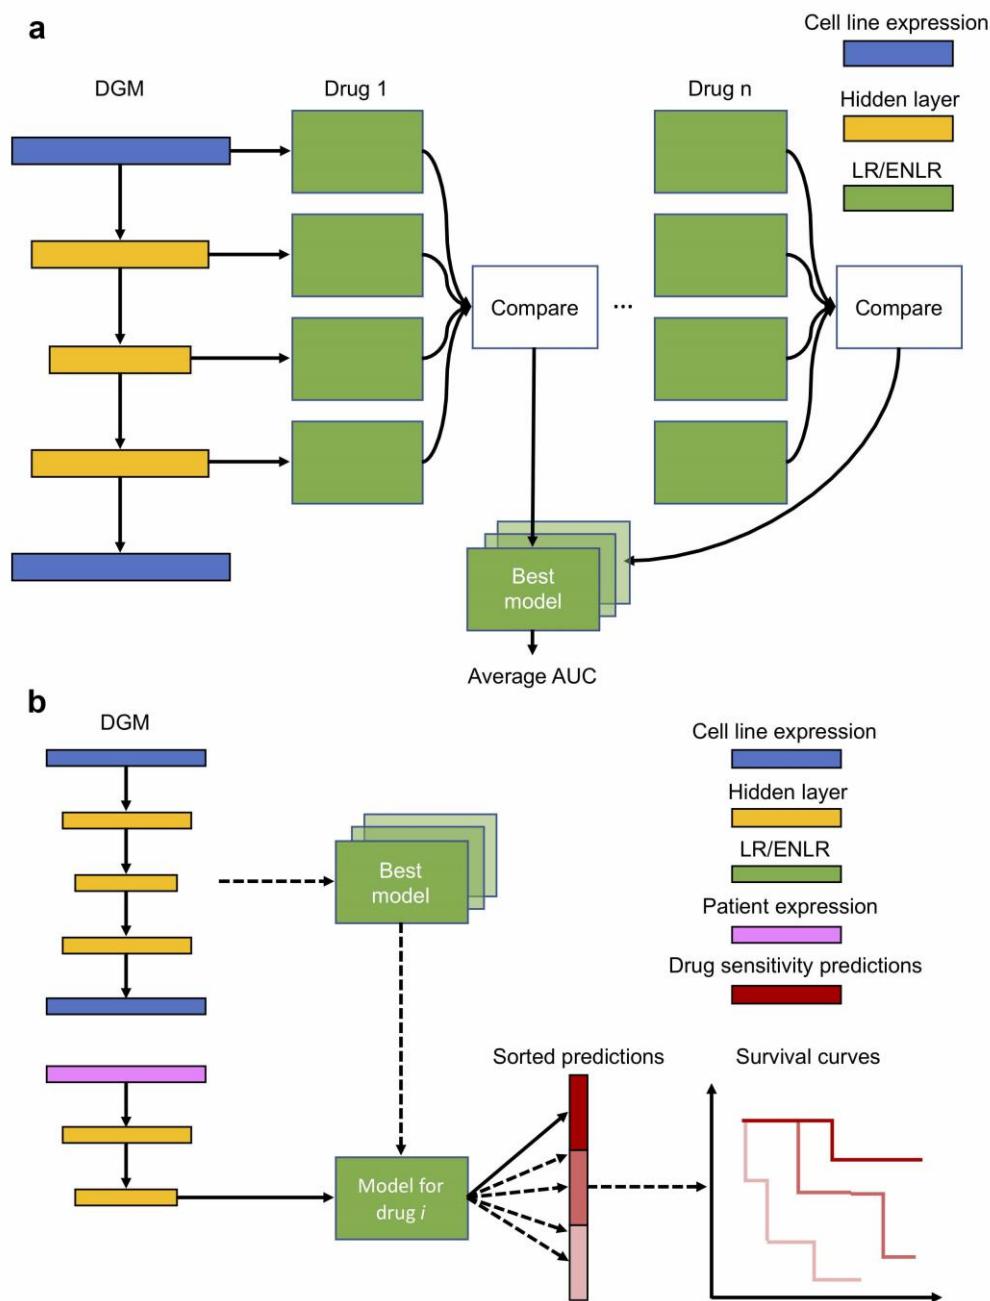 a
DGM
Drug 1
Drug n
Cell line expression
Hidden layer
LR/ENLR
Compare
...
Compare
Best
model
Average AUC
b
DGM
Best
model
Cell line expression
Hidden layer
LR/ENLR
Patient expression
Drug sensitivity predictions
Sorted predictions
Survival curves
Model for
drug i